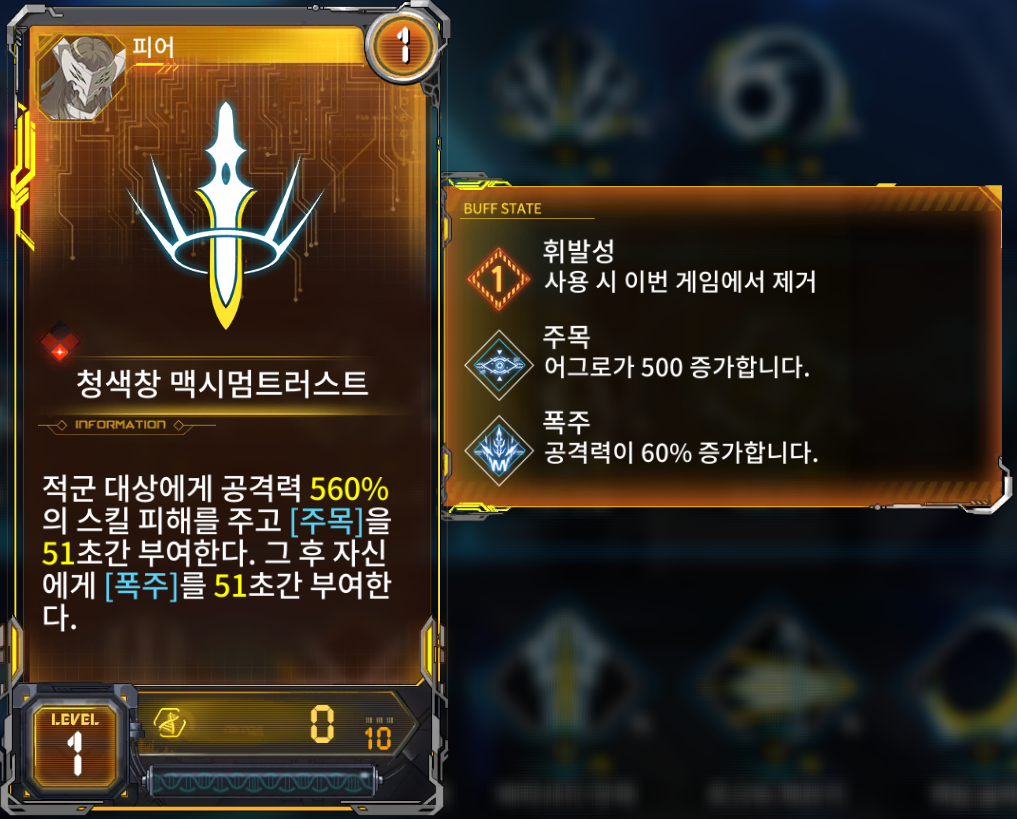 피어
1
청색창 맥시멈트러스트
INFORMATION
적군 대상에게 공격력 560%
의 스킬 피해를 주고 [주목]을
51초간 부여한다. 그 후 자신
에게 [폭주]를 51초간 부여한
다.
LEVEL
1
0
10
BUFF STATE
1
휘발성
사용 시 이번 게임에서 제거
주목
어그로가 500 증가합니다.
폭주
공격력이 60% 증가합니다.